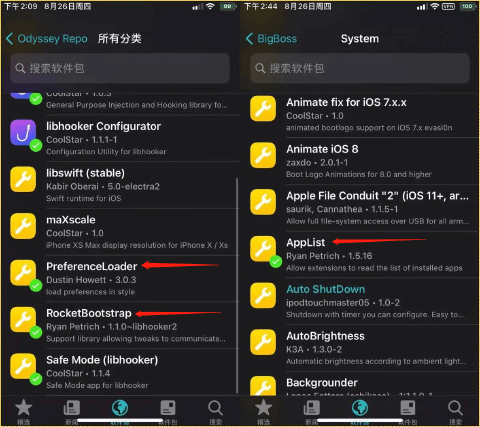 下午2:09 8月26日周四
99
Odyssey Repo
所有分类
搜索软件包
CoolStar • 1.6.3
General Purpose Injection and Hooking library fo...
libhooker Configurator
CoolStar • 1.1.1-1
Configuration Utility for libhooker
libswift (stable)
Kabir Oberai • 5.0-electra2
Swift runtime for iOS
maXscale
CoolStar • 1.0
iPhone XS Max display resolution for iPhone X / Xs
PreferenceLoader
Dustin Howett • 3.0.3
load preferences in style
RocketBootstrap
Ryan Petrich • 1.1.0~libhooker2
Support library allowing tweaks to communicate...
Safe Mode (libhooker)
CoolStar • 1.1.4
Safe Mode app for libhooker
精选
新闻
软件源
软件包
搜索
下午2:44 8月26日周四
VPN
100
BigBoss
System
搜索软件包
Animate fix for iOS 7.x.x
CoolStar • 1.0
animated bootlogo support on iOS 7.x evasi0n
Animate iOS 8
zaxdo • 2.0.1-1
Boot Logo Animations for 8.0 and higher
Apple File Conduit "2" (iOS 11+, ar...
saurik, Cannathea • 1.1.5-1
Allow full-system access over USB for all arm...
AppList
Ryan Petrich • 1.5.16
Allow extensions to read the list of installed apps
Auto ShutDown
ipodtouchmaster05 • 1.0-2
Shutdown with timer you can configure. Easy to...
AutoBrightness
K3A • 1.3.0-2
Automatic brightness according to ambient light...
Backgrounder
精选
新闻
软件源
软件包
搜索